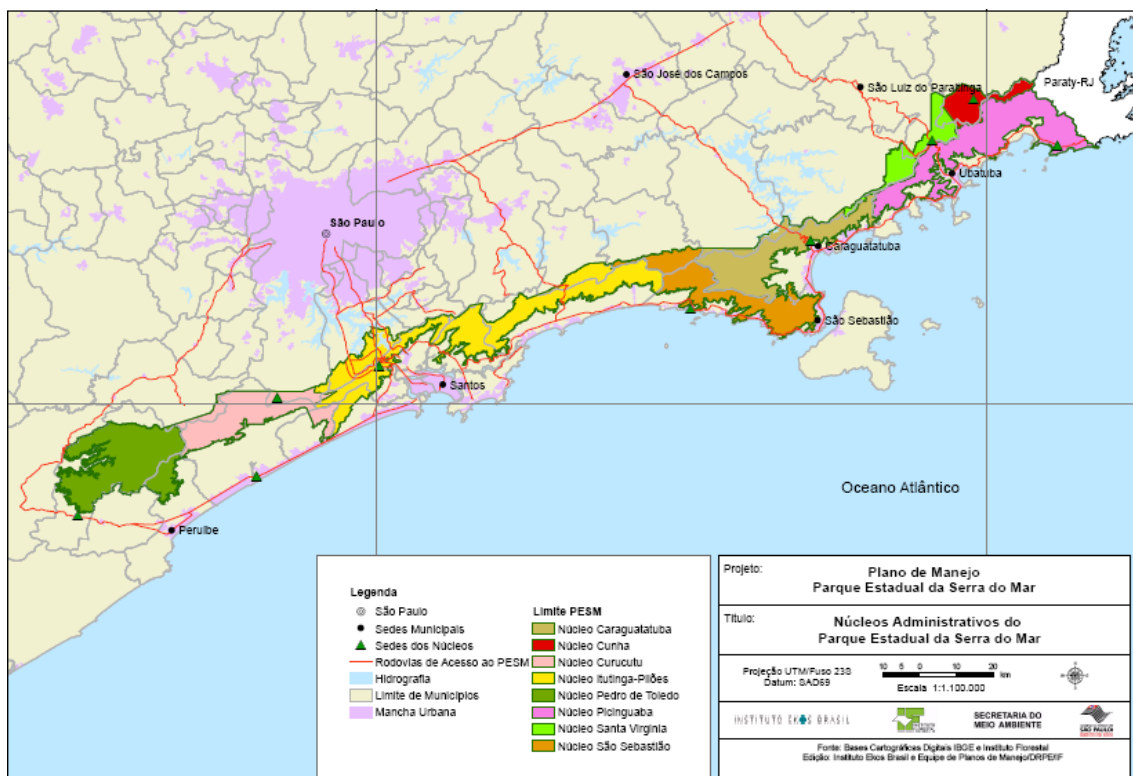 São José dos Campos
São Luiz do Paraitinga
Paraty-RJ
Ubatuba
São Paulo
Caraguatatuba
São Sebastião
Santos
Oceano Atlântico
Peruíbe
Legenda
São Paulo
Sedes Municipais
Sedes dos Núcleos
Rodovias de Acesso ao PESM
Hidrografia
Limite de Municípios
Mancha Urbana
Limite PESM
Núcleo Caraguatatuba
Núcleo Cunha
Núcleo Curucutu
Núcleo Itutinga-Pilões
Núcleo Pedro de Toledo
Núcleo Picinguaba
Núcleo Santa Virgínia
Núcleo São Sebastião
Projeto:
Plano de Manejo
Parque Estadual da Serra do Mar
Título:
Núcleos Administrativos do
Parque Estadual da Serra do Mar
Projeção UTM/Fuso 23S
Datum: SAD69
10 5 0 10 20
km
Escala 1:1.100.000
INSTITUTO EKOS BRASIL
SECRETARIA DO
MEIO AMBIENTE
SÃO PAULO
Fonte: Bases Cartográficas Digitais IBGE e Instituto Florestal
Edição: Instituto Ekos Brasil e Equipe de Planos de Manejo/DRPE/IF